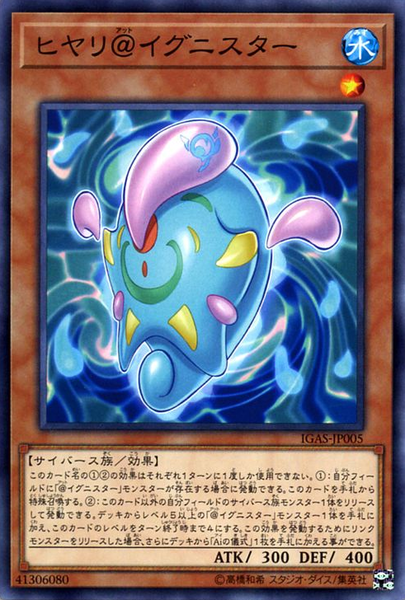 ヒヤリ@イグニスター
アット
水
IGAS-JP005
【サイバース族/効果】
このカード名の①②の効果はそれぞれ1ターンに1度しか使用できない。①:自分フィ
ールドに「@イグニスター」モンスターが存在する場合に発動できる。このカードを手札から
特殊召喚する。②:このカード以外の自分フィールドのサイバース族モンスター1体をリリー
スして発動できる。デッキからレベル5以上の「@イグニスター」モンスター1体を手札に
加え、このカードのレベルをターン終了時まで4にする。この効果を発動するためにリンク
モンスターをリリースした場合、さらにデッキから「Aiの儀式」1枚を手札に加える事ができる。
ATK/ 300 DEF/ 400
41306080
©高橋和希 スタジオ・ダイス/集英社